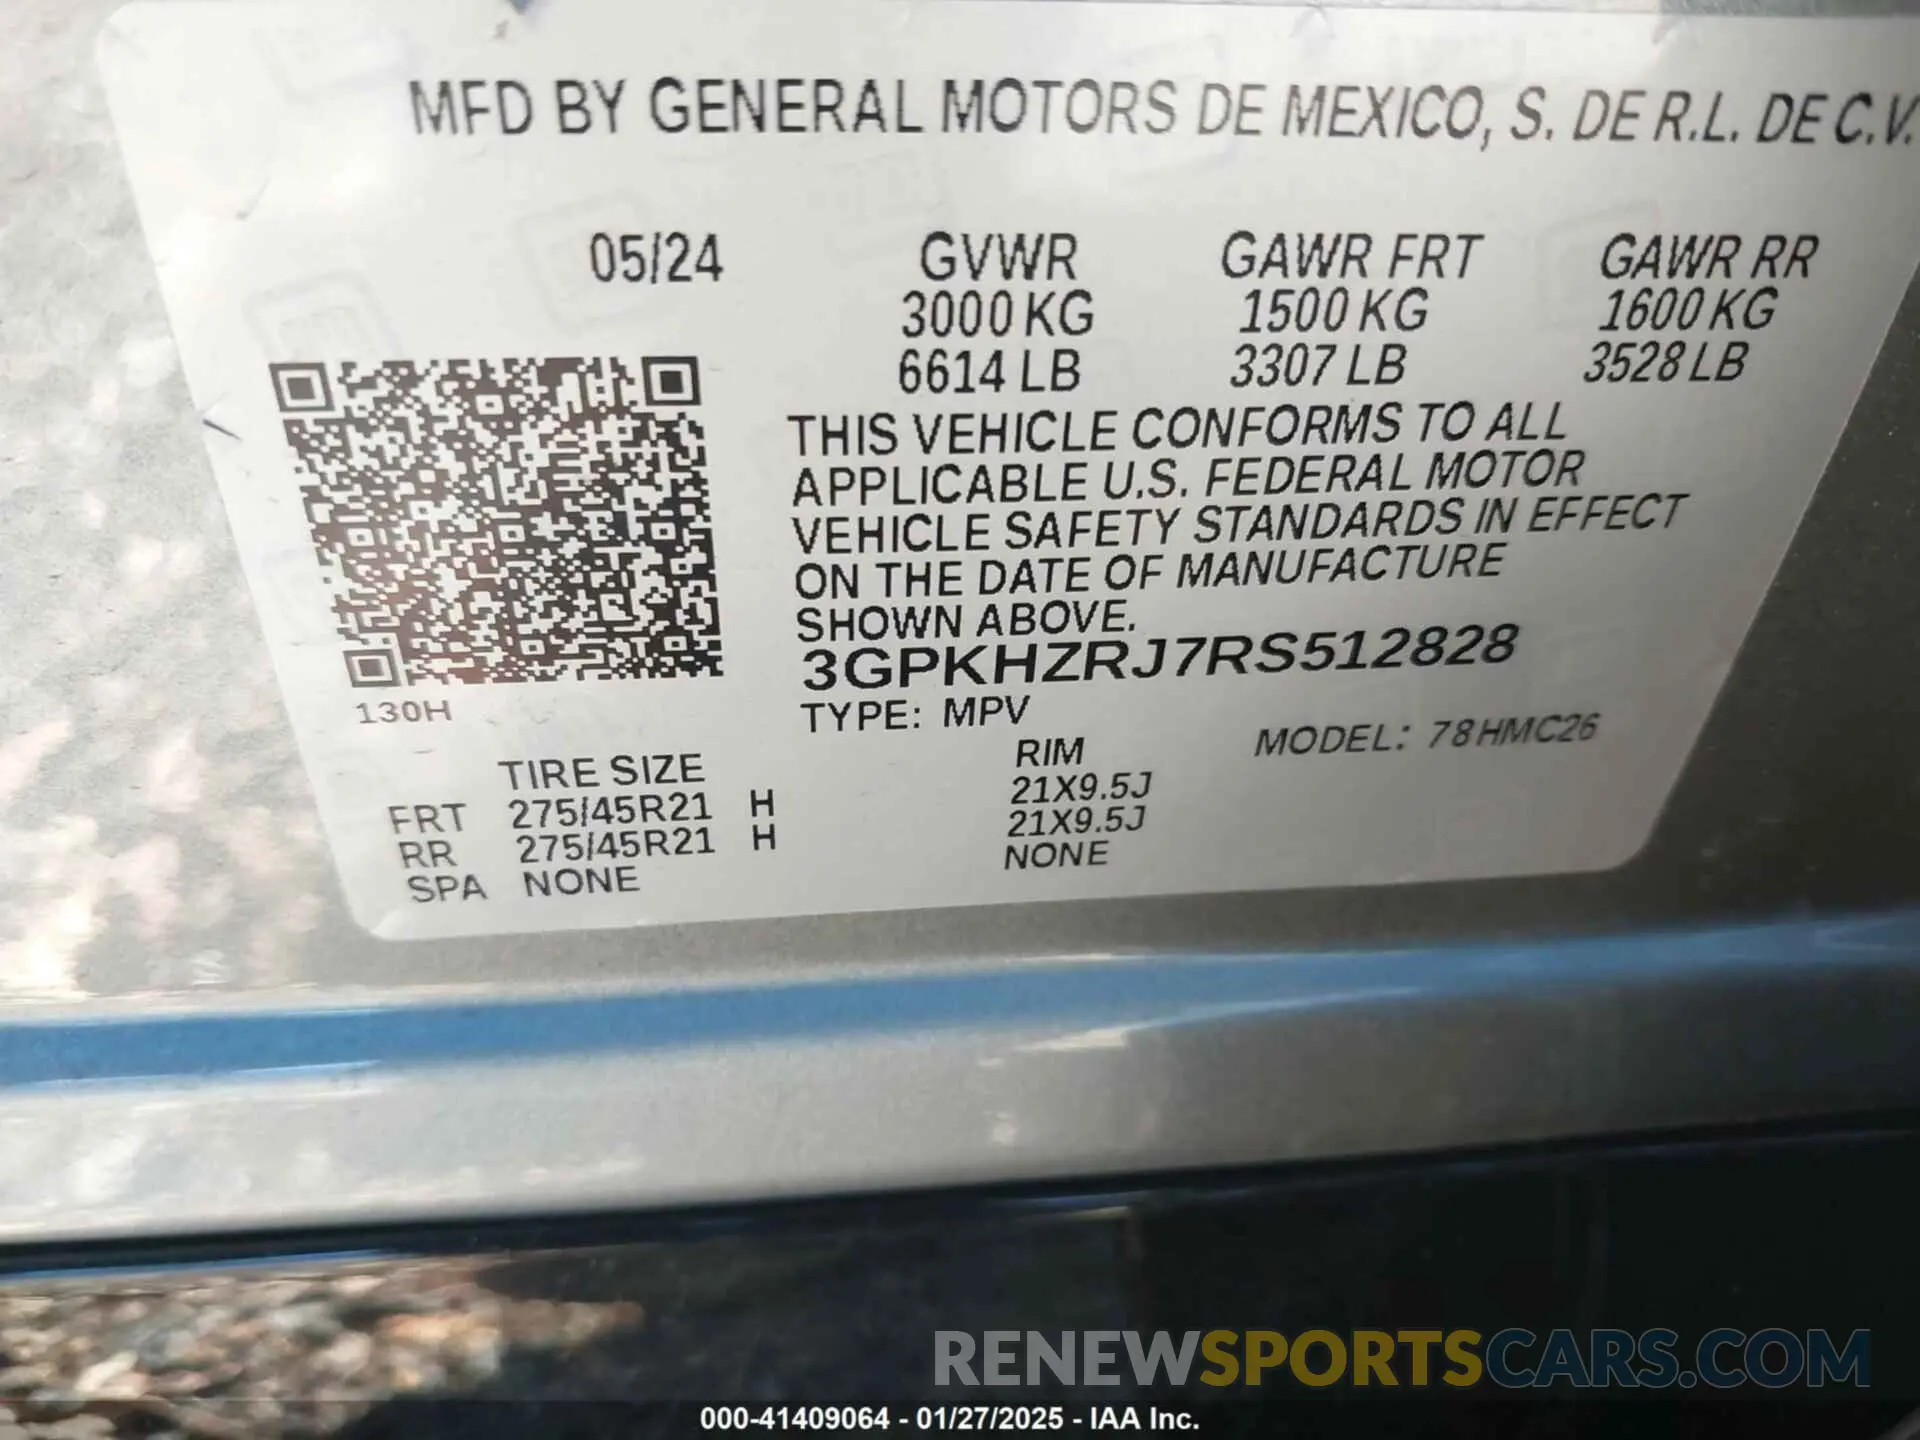 MFD BY GENERAL MOTORS DE MEXICO, S. DE R.L. DE C.V.
05/24 GVWR GAWR FRT GAWR RR
3000 KG 1500 KG 1600 KG
6614 LB 3307 LB 3528 LB
THIS VEHICLE CONFORMS TO ALL
APPLICABLE U.S. FEDERAL MOTOR
VEHICLE SAFETY STANDARDS IN EFFECT
ON THE DATE OF MANUFACTURE
SHOWN ABOVE.
3GPKHZRJ7RS512828
130H
TYPE: MPV MODEL: 78HMC26
TIRE SIZE RIM
FRT 275/45R21 H 21X9.5J
RR 275/45R21 H 21X9.5J
SPA NONE NONE
RENEWSPORTSCARS.COM
000-41409064 - 01/27/2025 - IAA Inc.